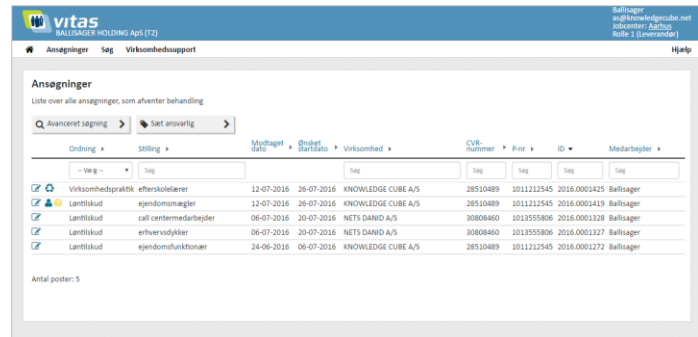 vitas
BALLISAGER HOLDING ApS (T2)
Ballisager
as@knowledgecube.net
Jobcenter: Aarhus
Rolle 1 (Leverandør)
Ansøgninger Søg Virksomhedssupport Hjælp
Ansøgninger
Liste over alle ansøgninger, som afventer behandling
Avanceret søgning Sæt ansvarlig
Ordning Stilling Modtaget dato Ønsket startdato Virksomhed CVR-nummer P-nr ID Medarbejder
-- Vælg -- Søg Søg Søg Søg Søg Søg
Virksomhedspraktik efterskolelærer 12-07-2016 26-07-2016 KNOWLEDGE CUBE A/S 28510489 1011212545 2016.0001425 Ballisager
Løntilskud ejendomsmægler 12-07-2016 26-07-2016 KNOWLEDGE CUBE A/S 28510489 1011212545 2016.0001419 Ballisager
Løntilskud call centermedarbejder 06-07-2016 20-07-2016 NETS DANID A/S 30808460 1013555806 2016.0001328 Ballisager
Løntilskud erhvervsdykker 06-07-2016 20-07-2016 NETS DANID A/S 30808460 1013555806 2016.0001327 Ballisager
Løntilskud ejendomsfunktionær 24-06-2016 06-07-2016 KNOWLEDGE CUBE A/S 28510489 1011212545 2016.0001272 Ballisager
Antal poster: 5